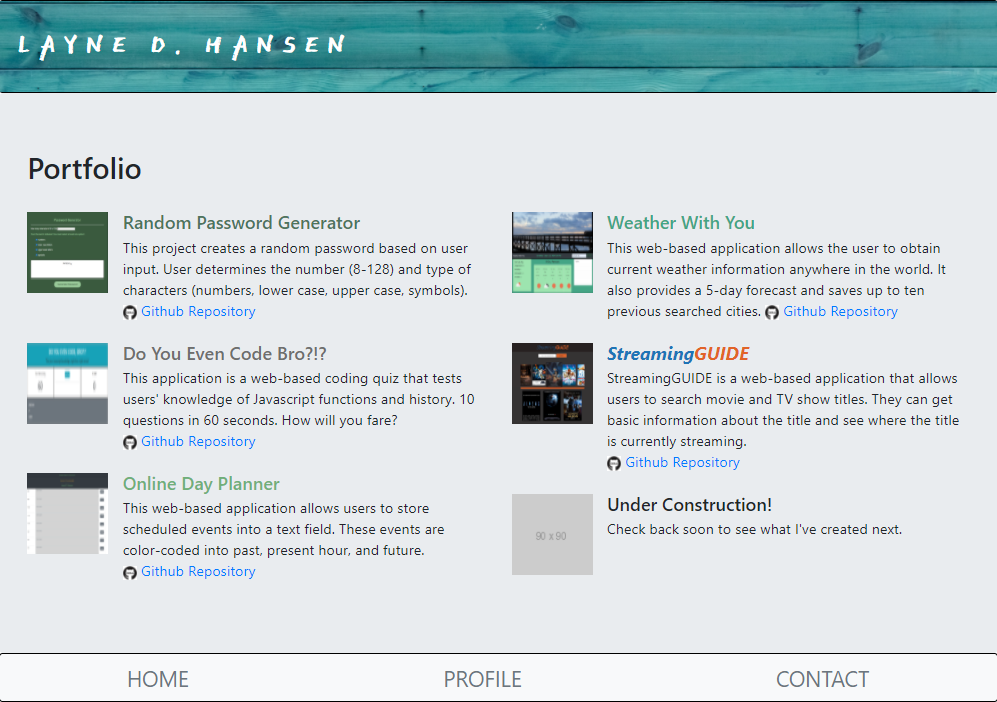 LAYNE D. HANSEN
Portfolio
Random Password Generator
This project creates a random password based on user
input. User determines the number (8-128) and type of
characters (numbers, lower case, upper case, symbols).
Github Repository
Do You Even Code Bro?!?
This application is a web-based coding quiz that tests
users' knowledge of Javascript functions and history. 10
questions in 60 seconds. How will you fare?
Github Repository
Online Day Planner
This web-based application allows users to store
scheduled events into a text field. These events are
color-coded into past, present hour, and future.
Github Repository
Weather With You
This web-based application allows the user to obtain
current weather information anywhere in the world. It
also provides a 5-day forecast and saves up to ten
previous searched cities. Github Repository
StreamingGUIDE
StreamingGUIDE is a web-based application that allows
users to search movie and TV show titles. They can get
basic information about the title and see where the title
is currently streaming.
Github Repository
90 x 90
Under Construction!
Check back soon to see what I've created next.
HOME PROFILE CONTACT